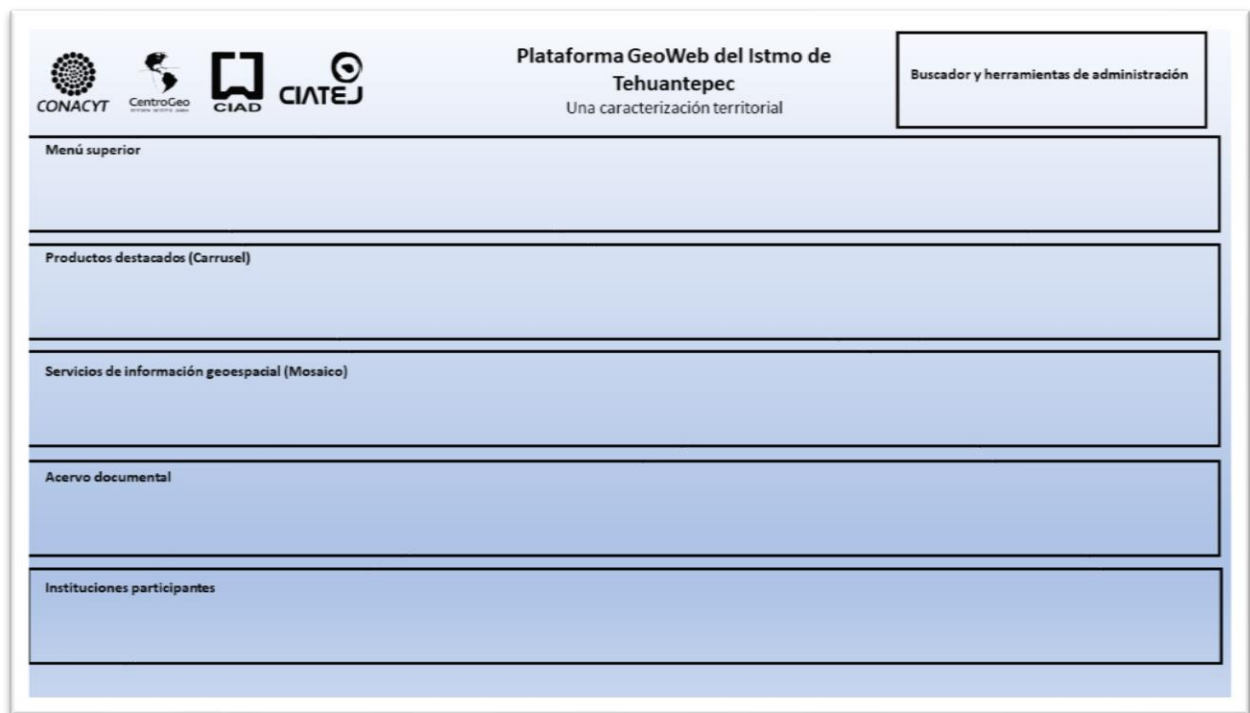 CONACYT
CentroGeo
CIAD
CIATEJ
Plataforma GeoWeb del Istmo de
Tehuantepec
Una caracterización territorial
Buscador y herramientas de administración
Menú superior
Productos destacados (Carrusel)
Servicios de información geoespacial (Mosaico)
Acervo documental
Instituciones participantes